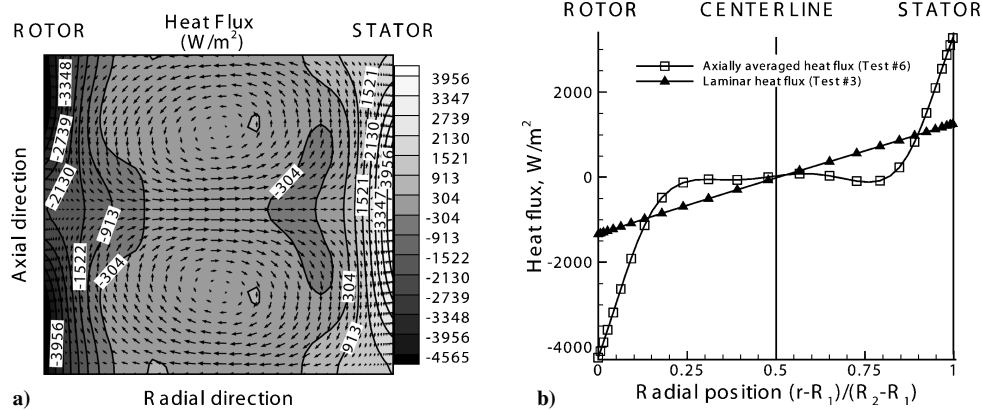 ROTOR
Heat Flux
(W/m²)
STATOR
Axial direction
-3348
-2739
-2130
-913
-1522
-304
-3956
-304
1521
-2130
3956
1521
3347
304
913
3956
3347
2739
2130
1521
913
304
-304
-913
-1522
-2130
-2739
-3348
-3956
-4565
a)
Radial direction
ROTOR
CENTERLINE
STATOR
Axially averaged heat flux (Test #6)
Laminar heat flux (Test #3)
Heat flux, W/m²
2000
0
-2000
-4000
0
0.25
0.5
0.75
1
b)
Radial position (r-R₁)/(R₂-R₁)